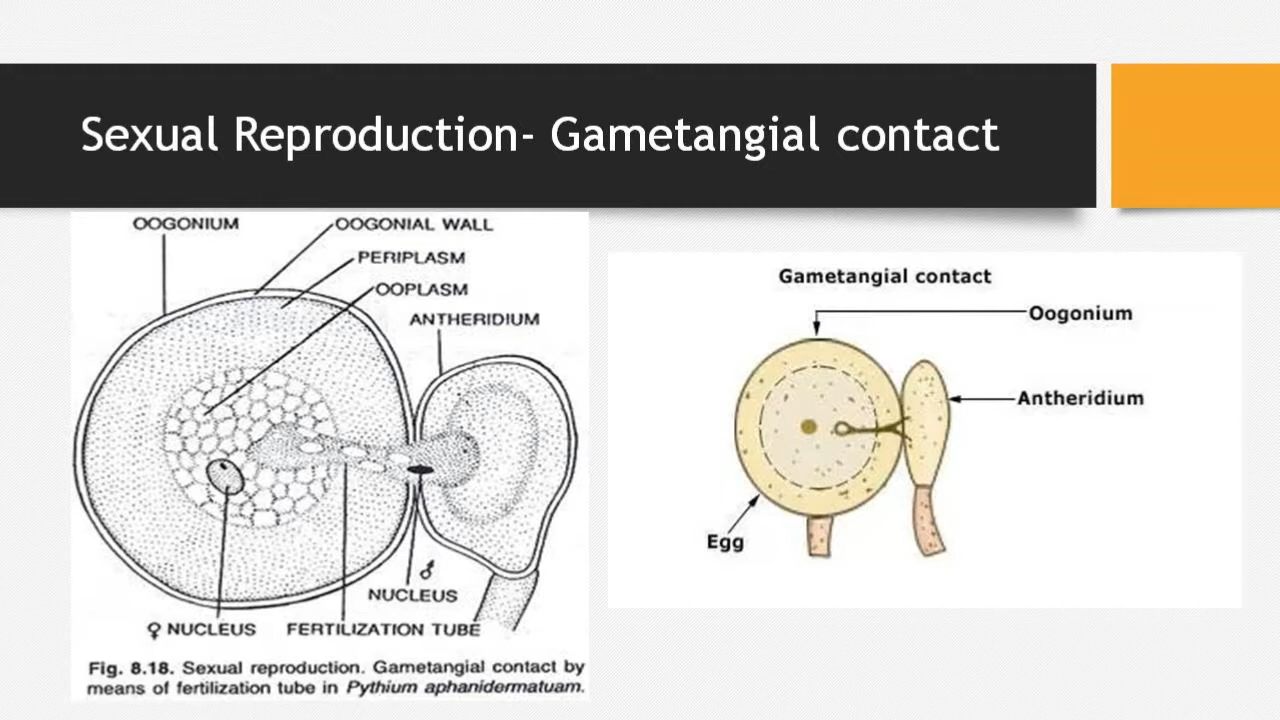 Sexual Reproduction- Gametangial contact
OOGONIUM
OOGONIAL WALL
PERIPLASM
OOPLASM
ANTHERIDIUM
♂
NUCLEUS
♀ NUCLEUS
FERTILIZATION TUBE
Fig. 8.18. Sexual reproduction. Gametangial contact by
means of fertilization tube in Pythium aphanidermatuam.
Gametangial contact
Oogonium
Antheridium
Egg